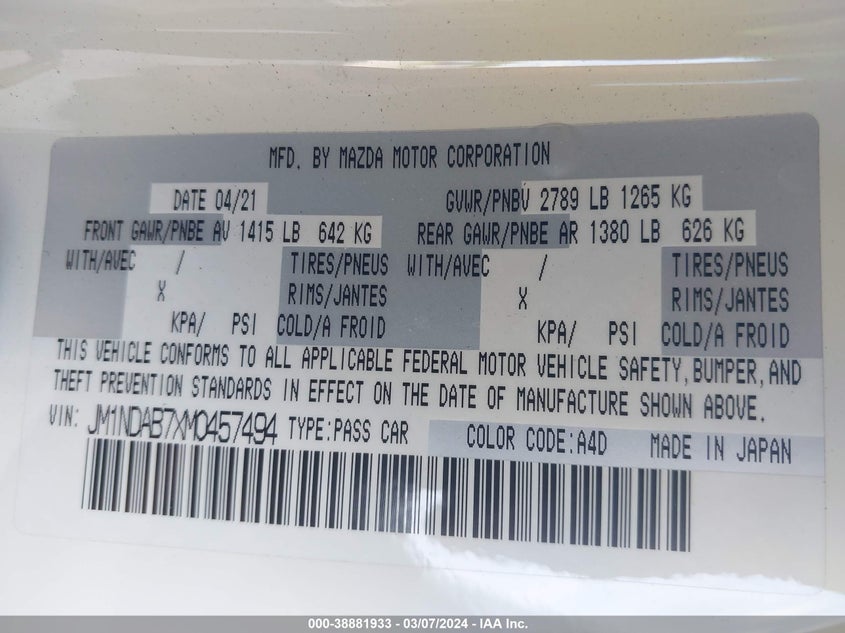 MFD. BY MAZDA MOTOR CORPORATION
DATE 04/21 GVWR/PNBV 2789 LB 1265 KG
FRONT GAWR/PNBE AV 1415 LB 642 KG REAR GAWR/PNBE AR 1380 LB 626 KG
WITH/AVEC / TIRES/PNEUS WITH/AVEC / TIRES/PNEUS
X RIMS/JANTES X RIMS/JANTES
KPA/ PSI COLD/A FROID KPA/ PSI COLD/A FROID
THIS VEHICLE CONFORMS TO ALL APPLICABLE FEDERAL MOTOR VEHICLE SAFETY, BUMPER, AND
THEFT PREVENTION STANDARDS IN EFFECT ON THE DATE OF MANUFACTURE SHOWN ABOVE.
VIN: JM1NDAB7XM0457494 TYPE:PASS CAR COLOR CODE:A4D MADE IN JAPAN
000-38881933 - 03/07/2024 - IAA Inc.